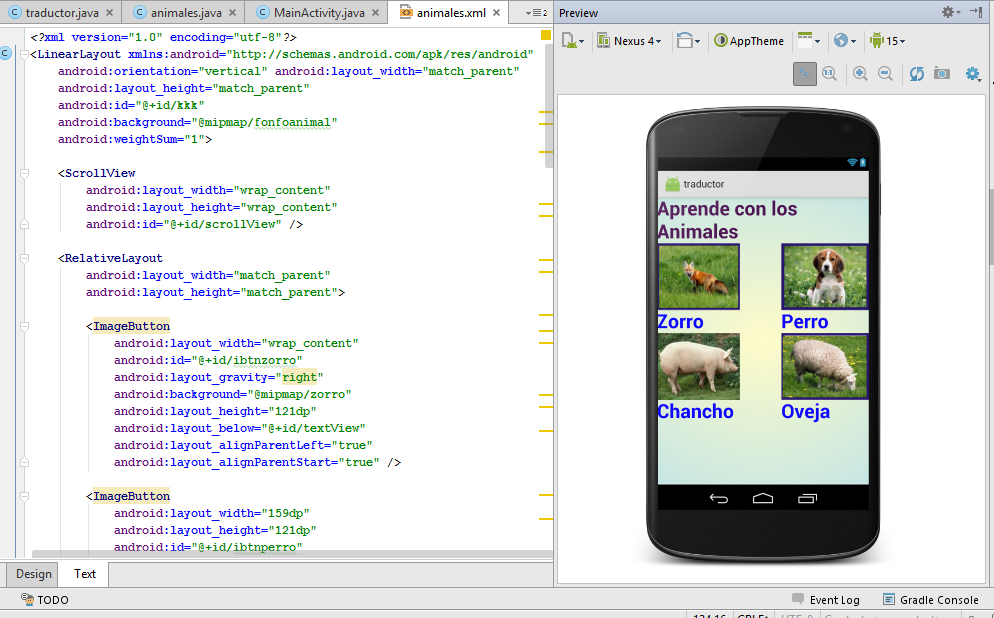 traductor.java animales.java MainActivity.java animales.xml 2 Preview
Nexus 4 AppTheme 15
<?xml version="1.0" encoding="utf-8"?>
<LinearLayout xmlns:android="http://schemas.android.com/apk/res/android"
android:orientation="vertical" android:layout_width="match_parent"
android:layout_height="match_parent"
android:id="@+id/kkk"
android:background="@mipmap/fonfoanimal"
android:weightSum="1">
<ScrollView
android:layout_width="wrap_content"
android:layout_height="wrap_content"
android:id="@+id/scrollView" />
<RelativeLayout
android:layout_width="match_parent"
android:layout_height="match_parent">
<ImageButton
android:layout_width="wrap_content"
android:id="@+id/ibtnzorro"
android:layout_gravity="right"
android:background="@mipmap/zorro"
android:layout_height="121dp"
android:layout_below="@+id/textView"
android:layout_alignParentLeft="true"
android:layout_alignParentStart="true" />
<ImageButton
android:layout_width="159dp"
android:layout_height="121dp"
android:id="@+id/ibtnperro"
traductor
Aprende con los
Animales
Zorro Perro
Chancho Oveja
Design Text
TODO Event Log Gradle Console